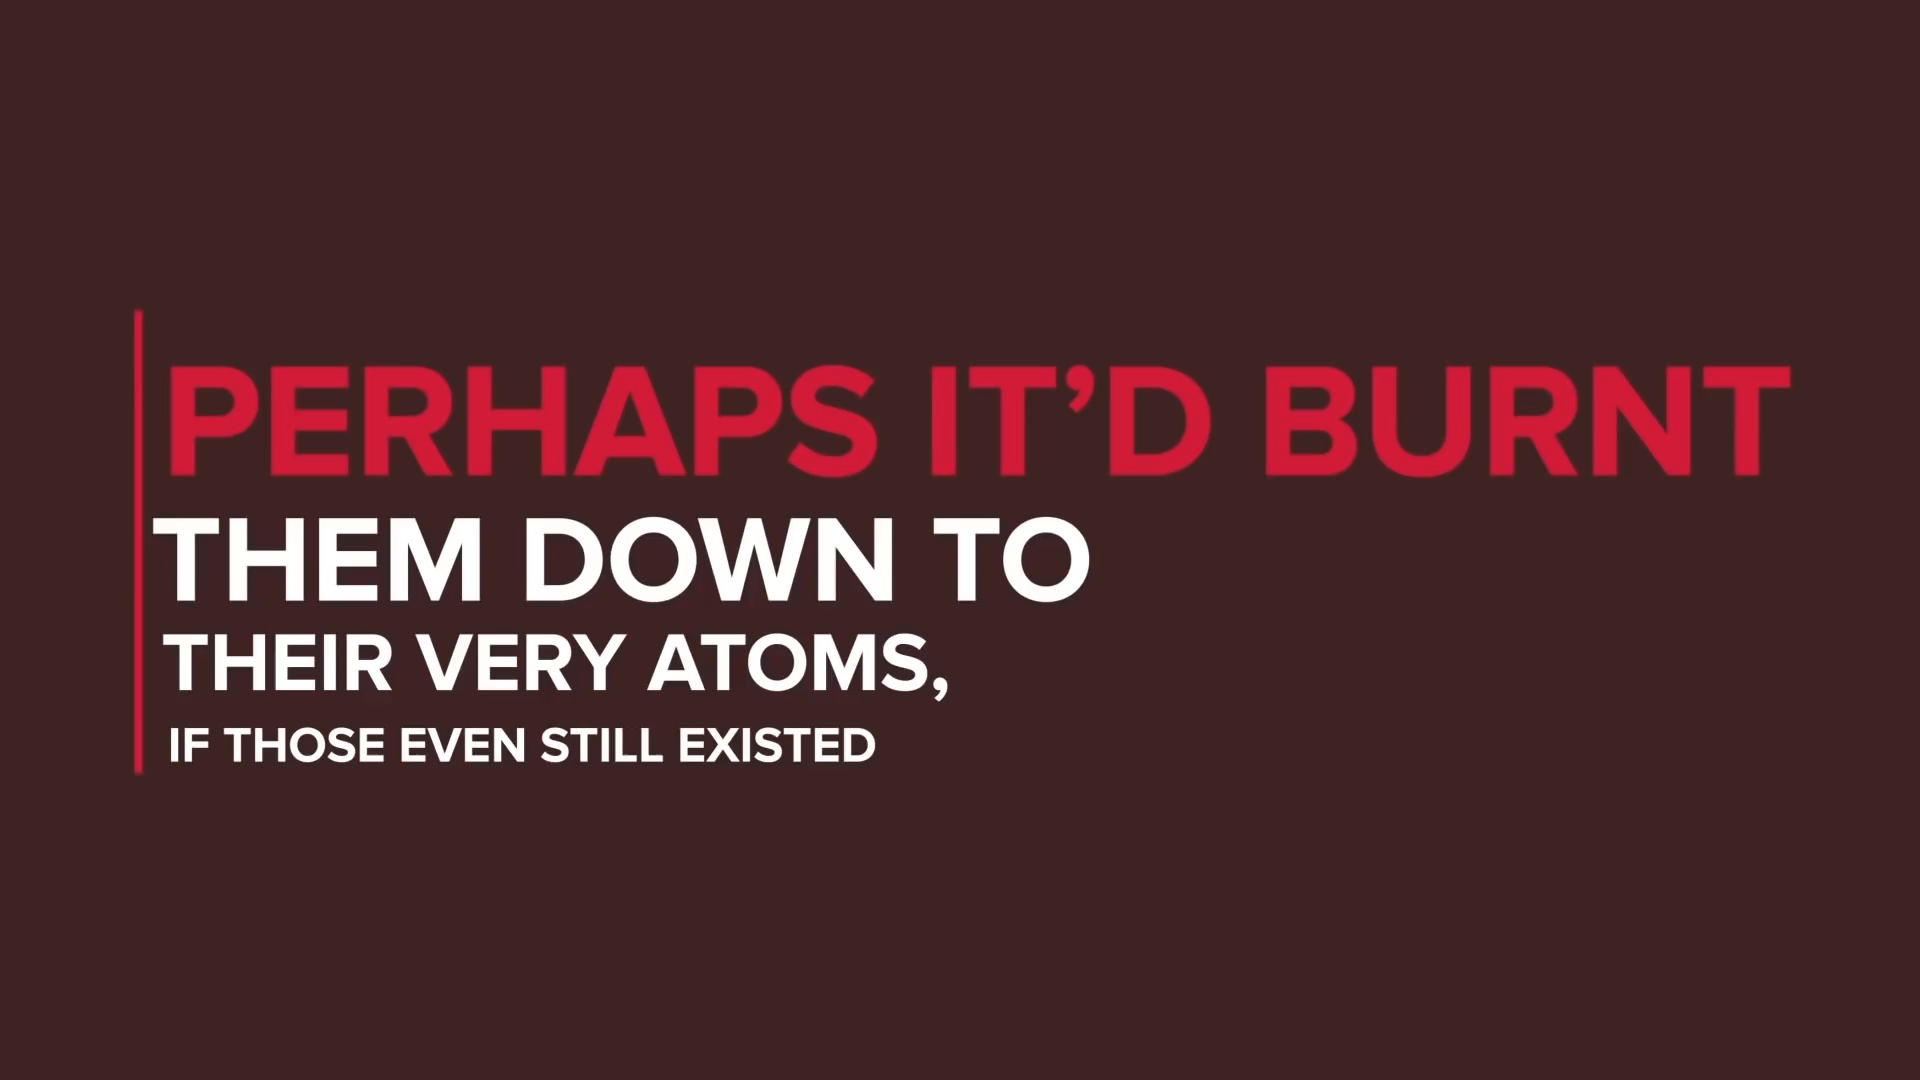 PERHAPS IT’D BURNT
THEM DOWN TO
THEIR VERY ATOMS,
IF THOSE EVEN STILL EXISTED